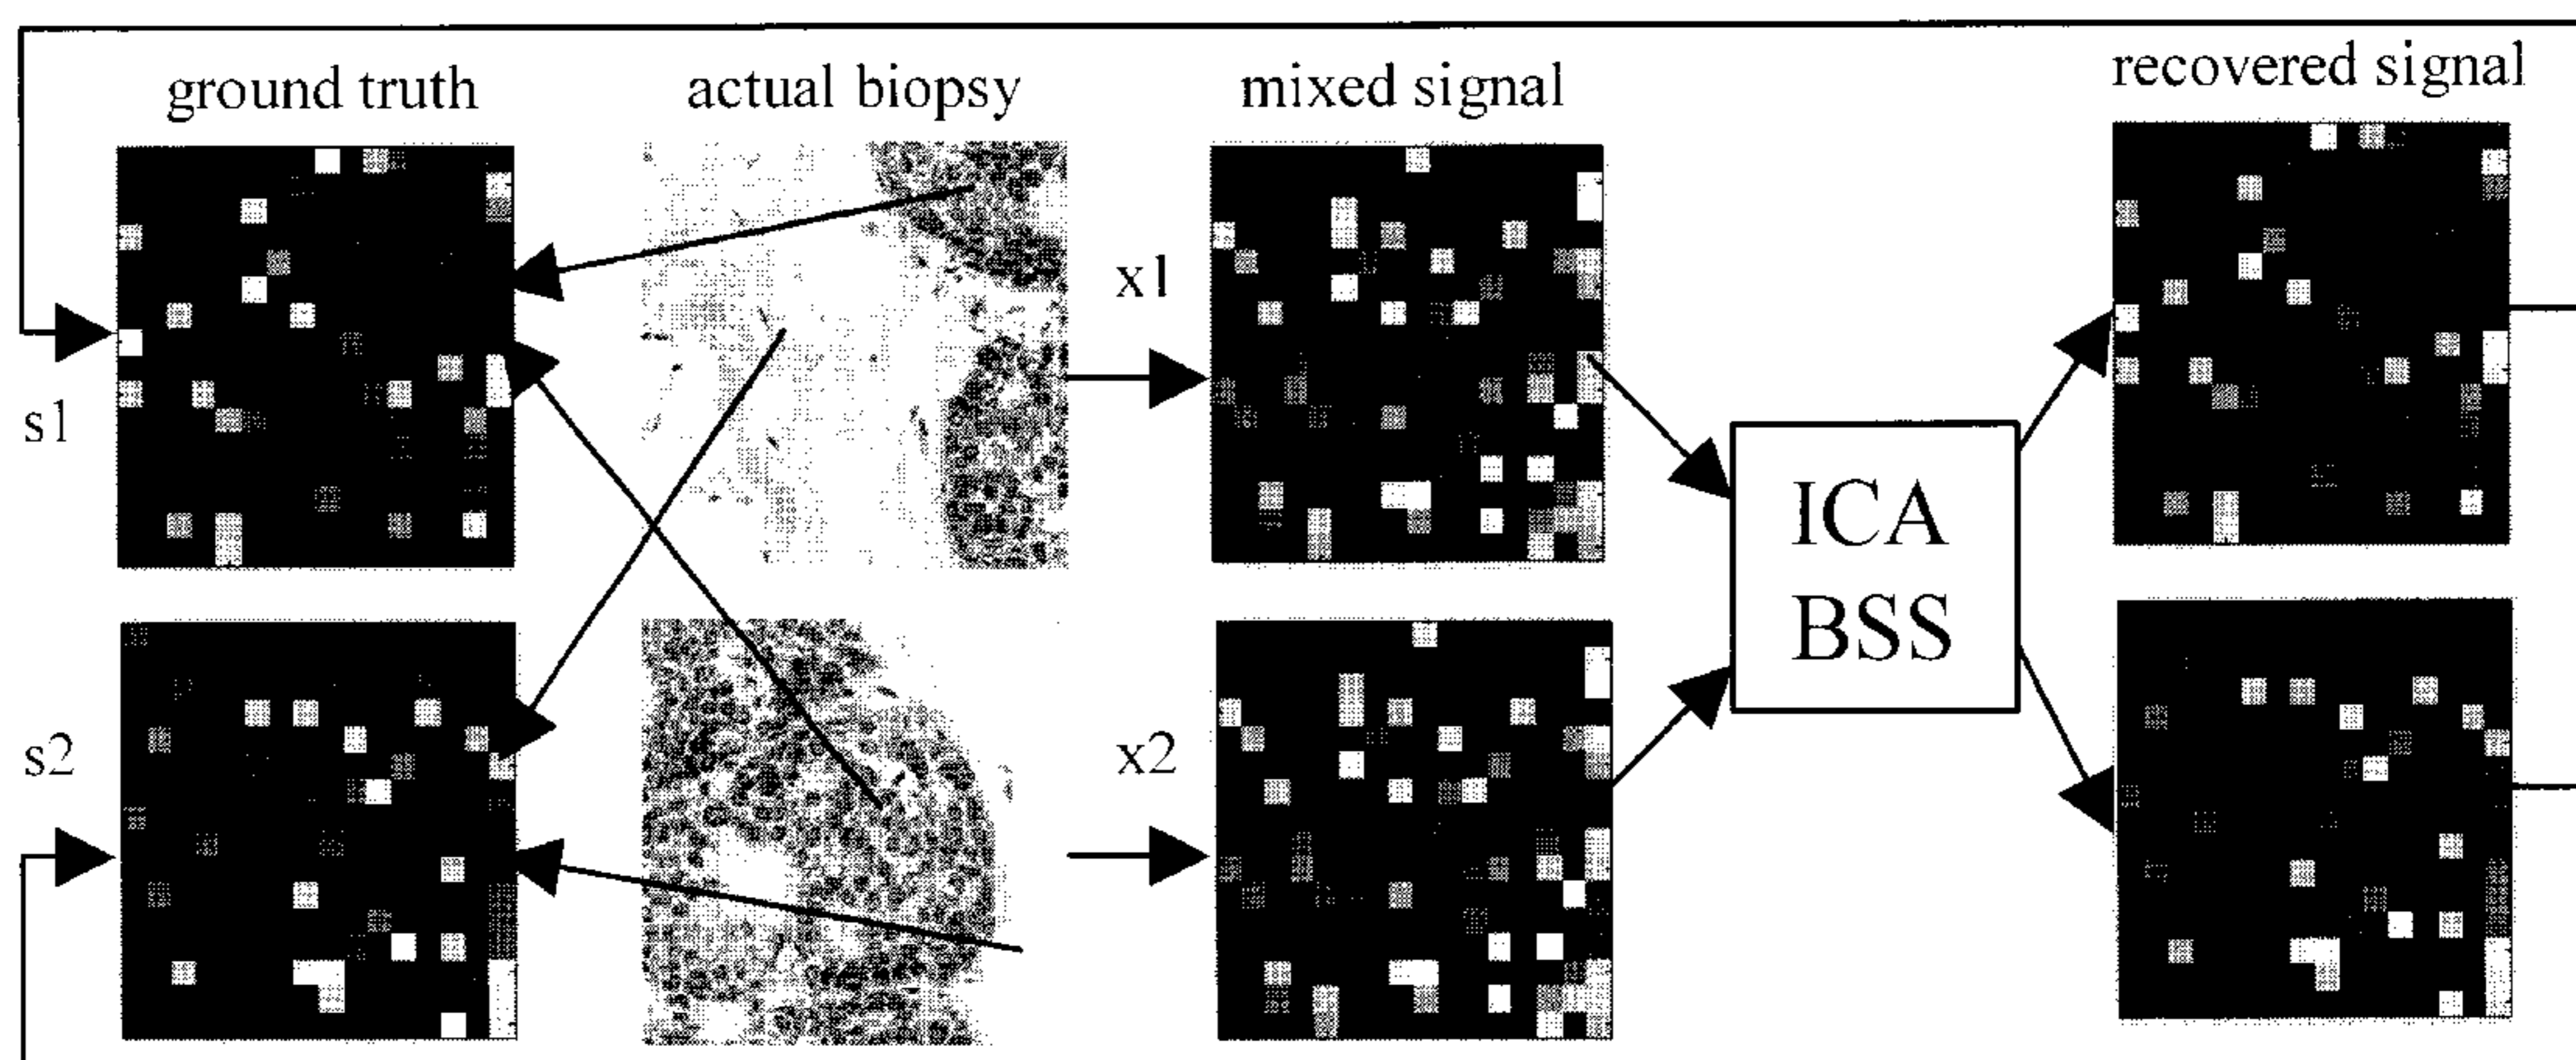 ground truth
actual biopsy
mixed signal
recovered signal
x1
s1
ICA
BSS
s2
x2